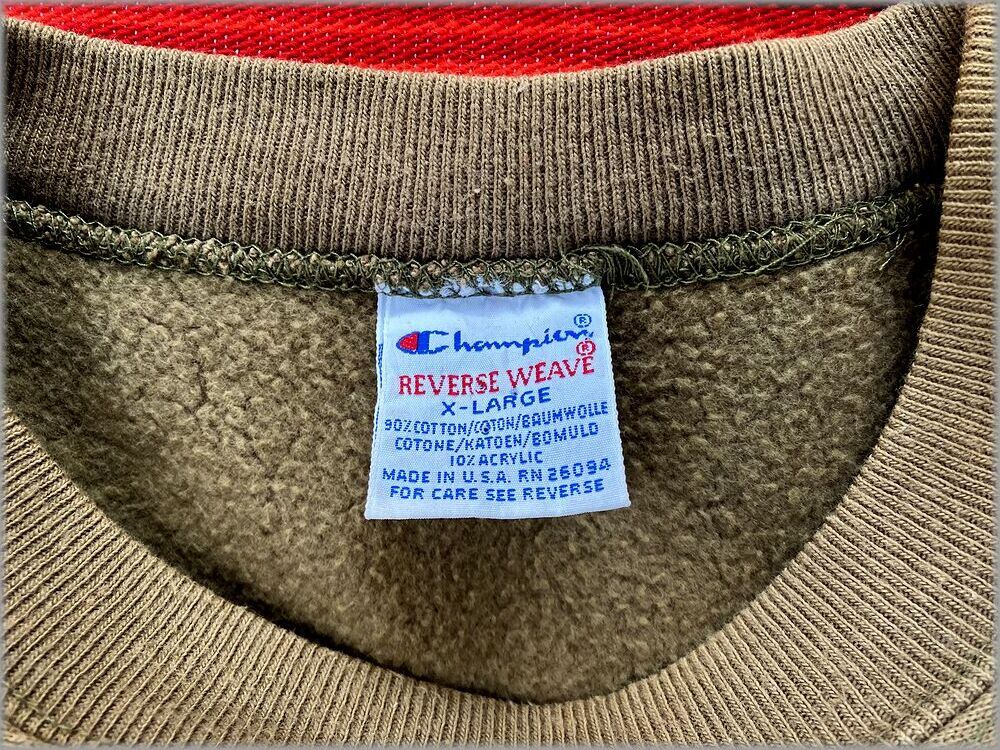 Champion®
REVERSE WEAVE®
X-LARGE
90% COTTON/COTON/BAUMWOLLE
COTONE/KATOEN/BOMULD
10% ACRYLIC
MADE IN U.S.A. RN 26094
FOR CARE SEE REVERSE